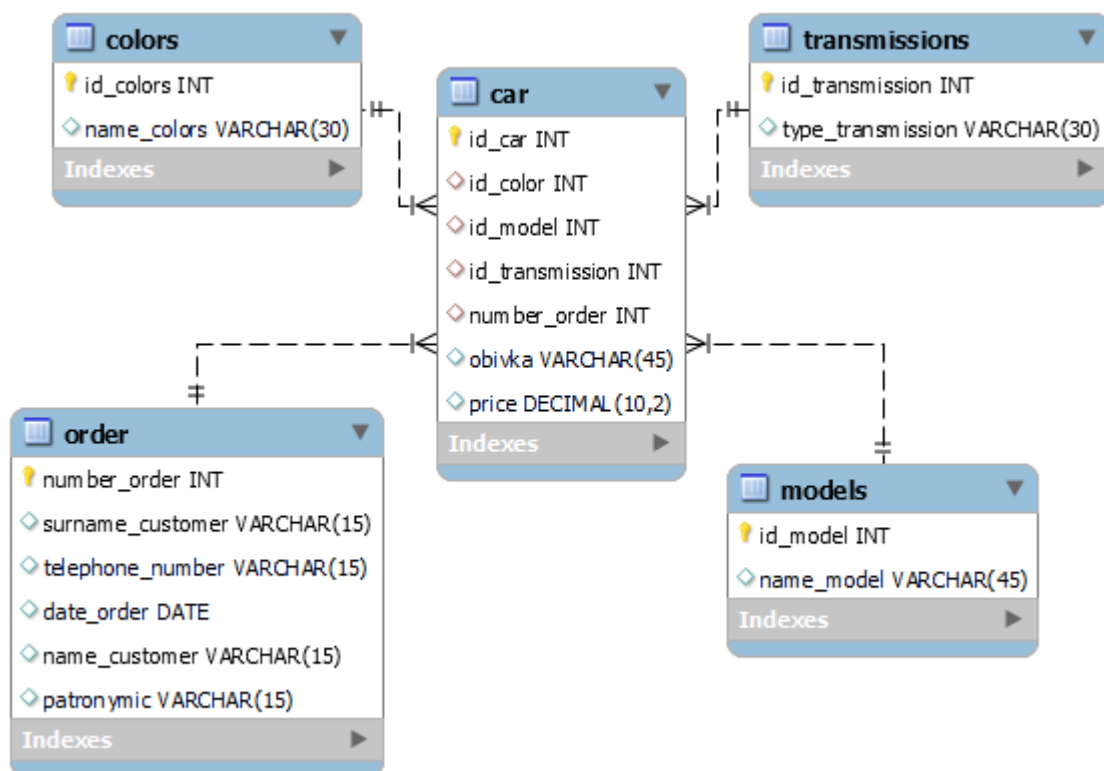 colors
id_colors INT
name_colors VARCHAR(30)
Indexes
car
id_car INT
id_color INT
id_model INT
id_transmission INT
number_order INT
obivka VARCHAR(45)
price DECIMAL(10,2)
Indexes
transmissions
id_transmission INT
type_transmission VARCHAR(30)
Indexes
order
number_order INT
surname_customer VARCHAR(15)
telephone_number VARCHAR(15)
date_order DATE
name_customer VARCHAR(15)
patronymic VARCHAR(15)
Indexes
models
id_model INT
name_model VARCHAR(45)
Indexes